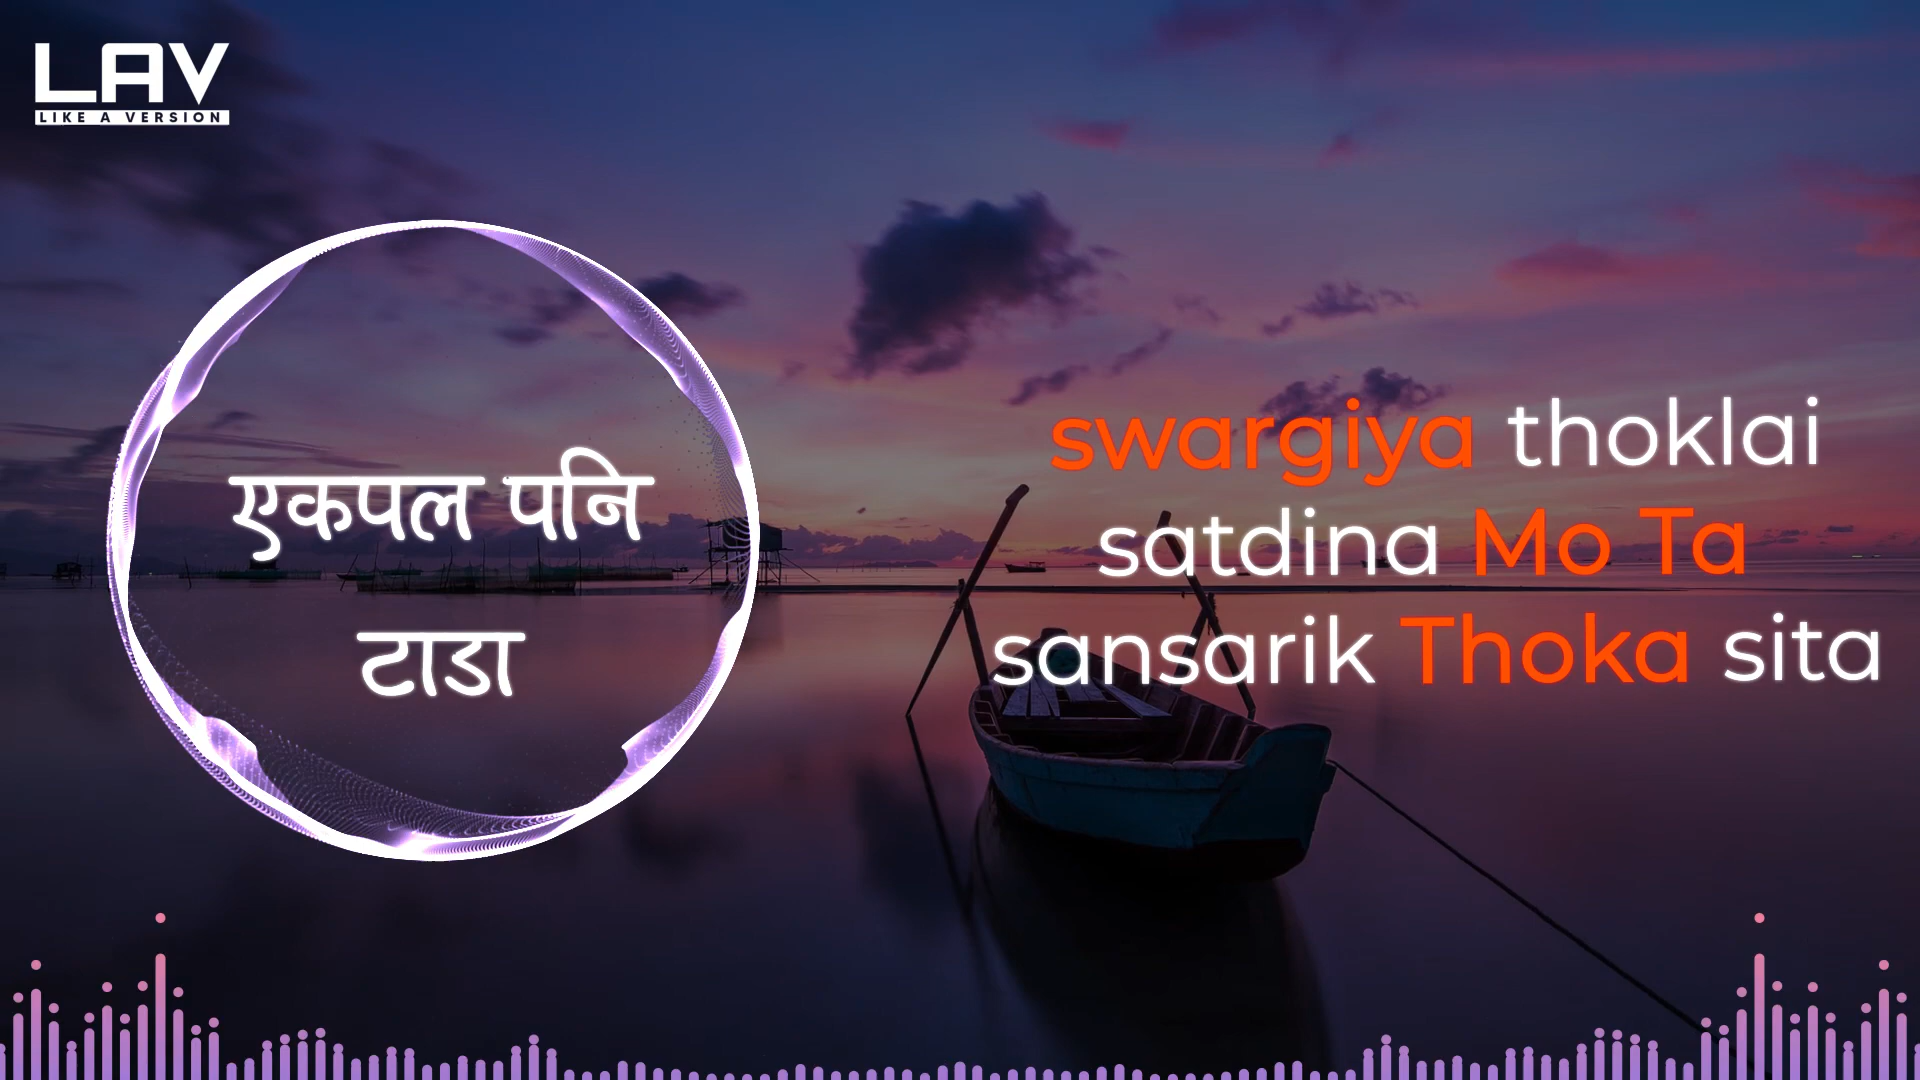 LAV
LIKE A VERSION
एकपल पनि
टाडा
swargiya thoklai
satdina Mo Ta
sansarik Thoka sita